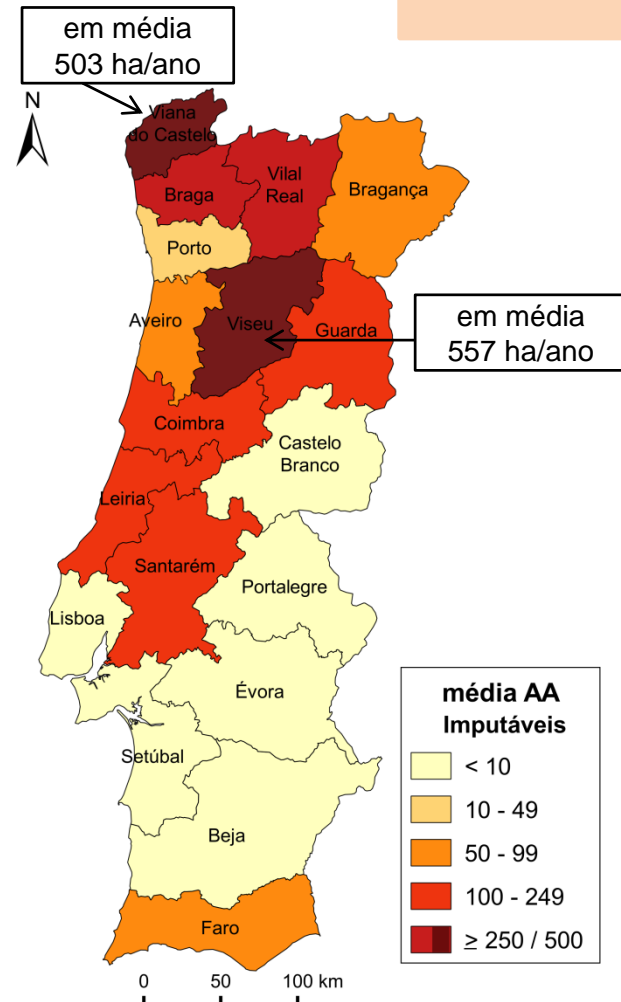 em média
503 ha/ano
N
Viana
do Castelo
Braga
Vilal
Real
Bragança
Porto
Aveiro
Viseu
Guarda
em média
557 ha/ano
Coimbra
Castelo
Branco
Leiria
Santarém
Portalegre
Lisboa
Évora
Setúbal
Beja
Faro
média AA
Imputáveis
< 10
10 - 49
50 - 99
100 - 249
≥ 250 / 500
0 50 100 km